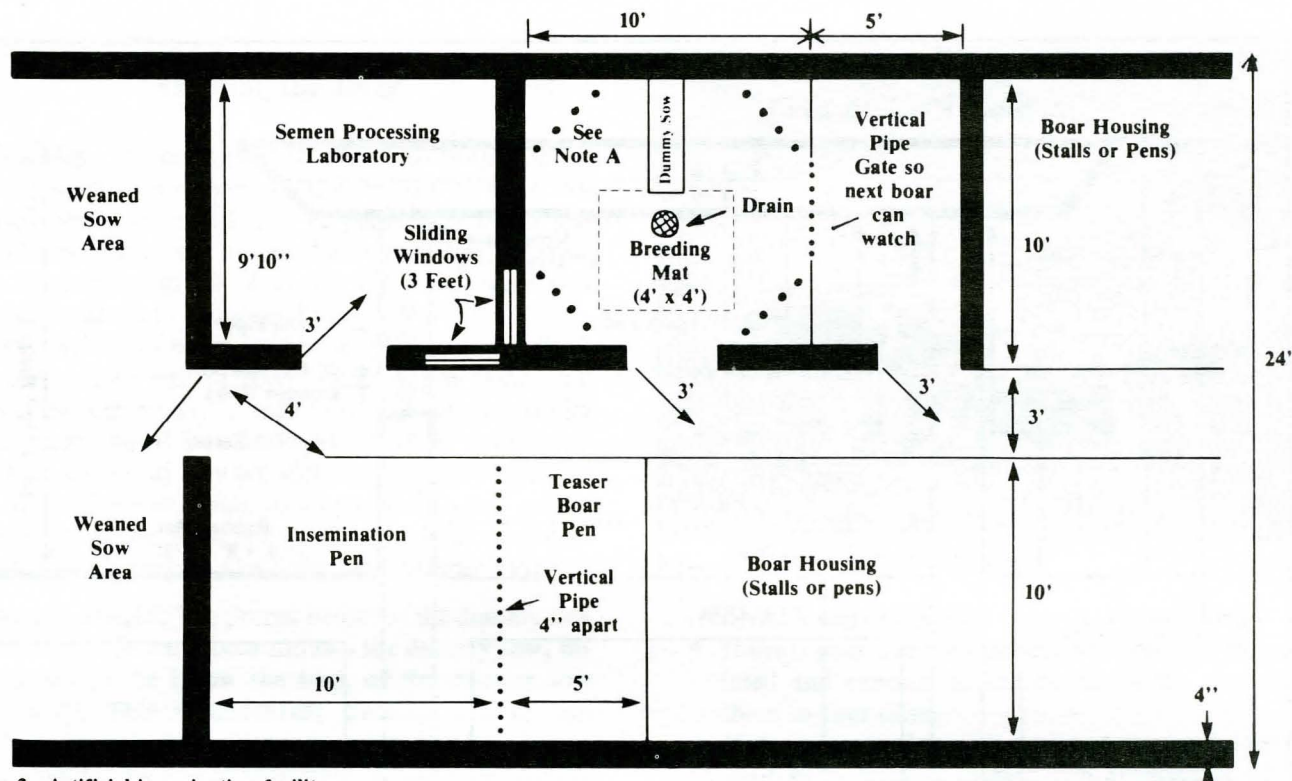 10'
5'
Semen Processing
Laboratory
See
Note A
Dummy Sow
Vertical
Pipe
Gate so
next boar
can
watch
Boar Housing
(Stalls or Pens)
Weaned
Sow
Area
9'10''
Sliding
Windows
(3 Feet)
Drain
Breeding
Mat
(4' x 4')
10'
24'
3'
3'
3'
3'
4'
Weaned
Sow
Area
Insemination
Pen
Teaser
Boar
Pen
Vertical
Pipe
4'' apart
Boar Housing
(Stalls or pens)
10'
10'
5'
4''